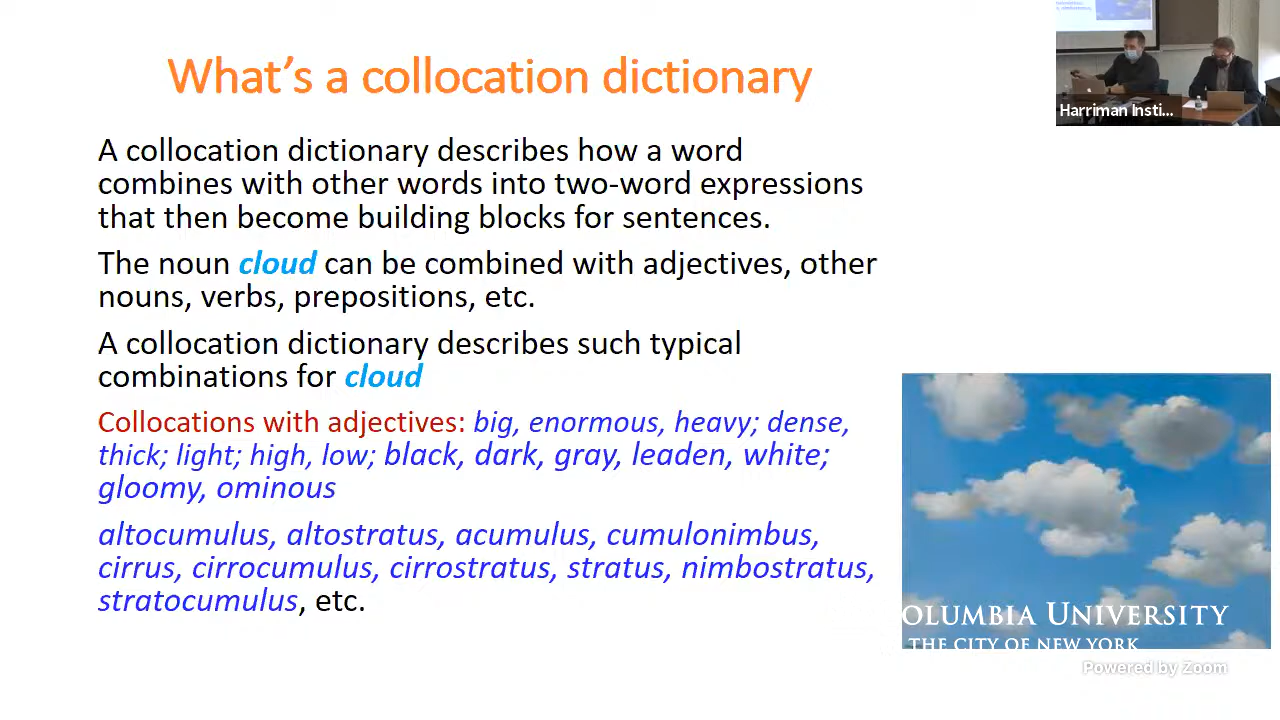 What's a collocation dictionary
Harriman Insti...
A collocation dictionary describes how a word
combines with other words into two-word expressions
that then become building blocks for sentences.
The noun cloud can be combined with adjectives, other
nouns, verbs, prepositions, etc.
A collocation dictionary describes such typical
combinations for cloud
Collocations with adjectives: big, enormous, heavy; dense,
thick; light; high, low; black, dark, gray, leaden, white;
gloomy, ominous
altocumulus, altostratus, acumulus, cumulonimbus,
cirrus, cirrocumulus, cirrostratus, stratus, nimbostratus,
stratocumulus, etc.
OLUMBIA UNIVERSITY
THE CITY OF NEW YORK
Powered by Zoom